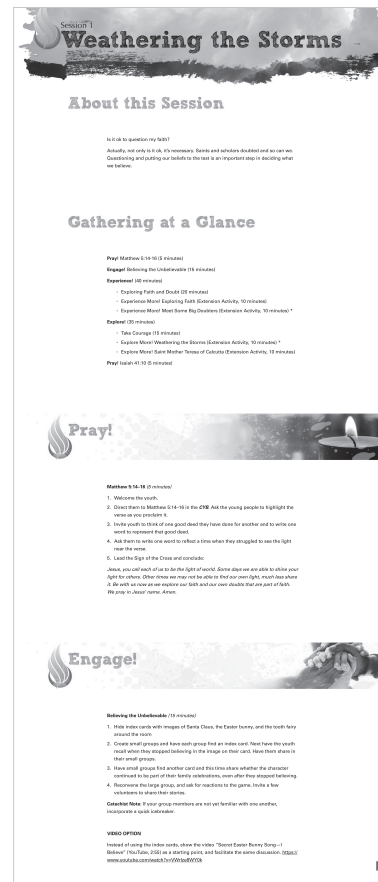 Session 1
Weathering the Storms
About this Session
Is it ok to question my faith?
Actually, not only is it ok, it's necessary. Saints and scholars doubted and so can we.
Questioning and putting our beliefs to the test is an important step in deciding what
we believe.
Gathering at a Glance
Pray! Matthew 5:14-16 (5 minutes)
Engage! Believing the Unbelievable (15 minutes)
Experience! (40 minutes)
- Exploring Faith and Doubt (20 minutes)
- Experience More! Exploring Faith (Extension Activity, 10 minutes)
- Experience More! Meet Some Big Doubters (Extension Activity, 10 minutes) *
Explore! (35 minutes)
- Take Courage (15 minutes)
- Explore More! Weathering the Storms (Extension Activity, 10 minutes) *
- Explore More! Saint Mother Teresa of Calcutta (Extension Activity, 10 minutes)
Pray! Isaiah 41:10 (5 minutes)
Pray!
Matthew 5:14-16 (5 minutes)
1. Welcome the youth.
2. Direct them to Matthew 5:14-16 in the CYB. Ask the young people to highlight the
verse as you proclaim it.
3. Invite youth to think of one good deed they have done for another and to write one
word to represent that good deed.
4. Ask them to write one word to reflect a time when they struggled to see the light
near the verse.
5. Lead the Sign of the Cross and conclude:
Jesus, you call each of us to be the light of world. Some days we are able to shine your
light for others. Other times we may not be able to find our own light, much less share
it. Be with us now as we explore our faith and our own doubts that are part of faith.
We pray in Jesus' name. Amen.
Engage!
Believing the Unbelievable (15 minutes)
1. Hide index cards with images of Santa Claus, the Easter bunny, and the tooth fairy
around the room
2. Create small groups and have each group find an index card. Next have the youth
recall when they stopped believing in the image on their card. Have them share in
their small groups.
3. Have small groups find another card and this time share whether the character
continued to be part of their family celebrations, even after they stopped believing.
4. Reconvene the large group, and ask for reactions to the game. Invite a few
volunteers to share their stories.
Catechist Note: If your group members are not yet familiar with one another,
incorporate a quick icebreaker.
VIDEO OPTION
Instead of using the index cards, show the video "Secret Easter Bunny Song—I
Believe" (YouTube, 2:55) as a starting point, and facilitate the same discussion. https://